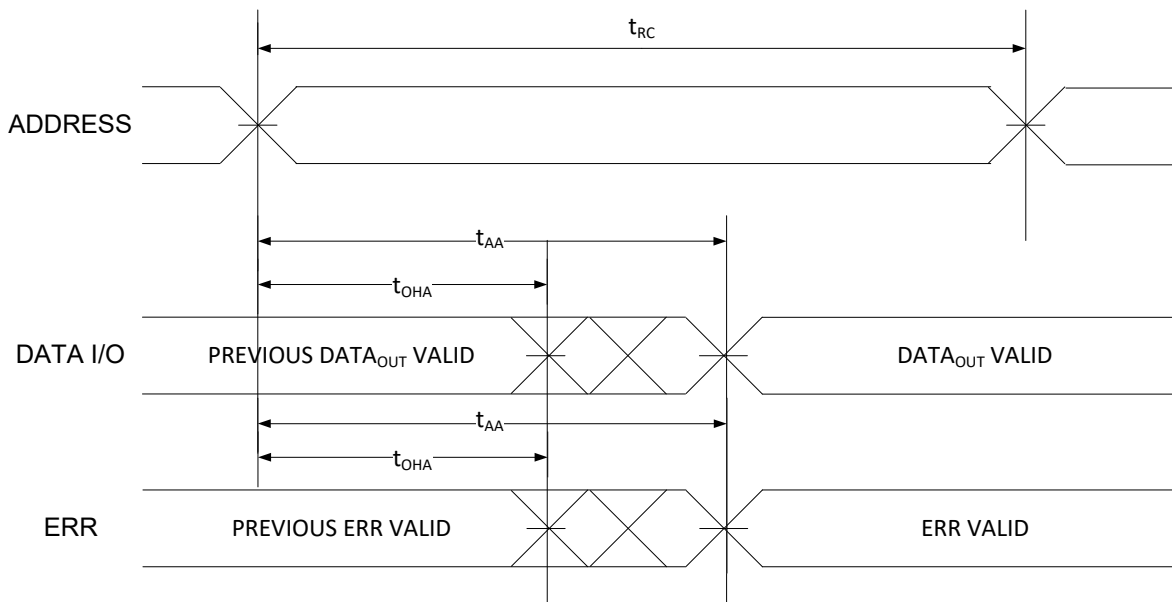 tRC
ADDRESS
tAA
tOHA
DATA I/O
PREVIOUS DATAOUT VALID
DATAOUT VALID
tAA
tOHA
ERR
PREVIOUS ERR VALID
ERR VALID